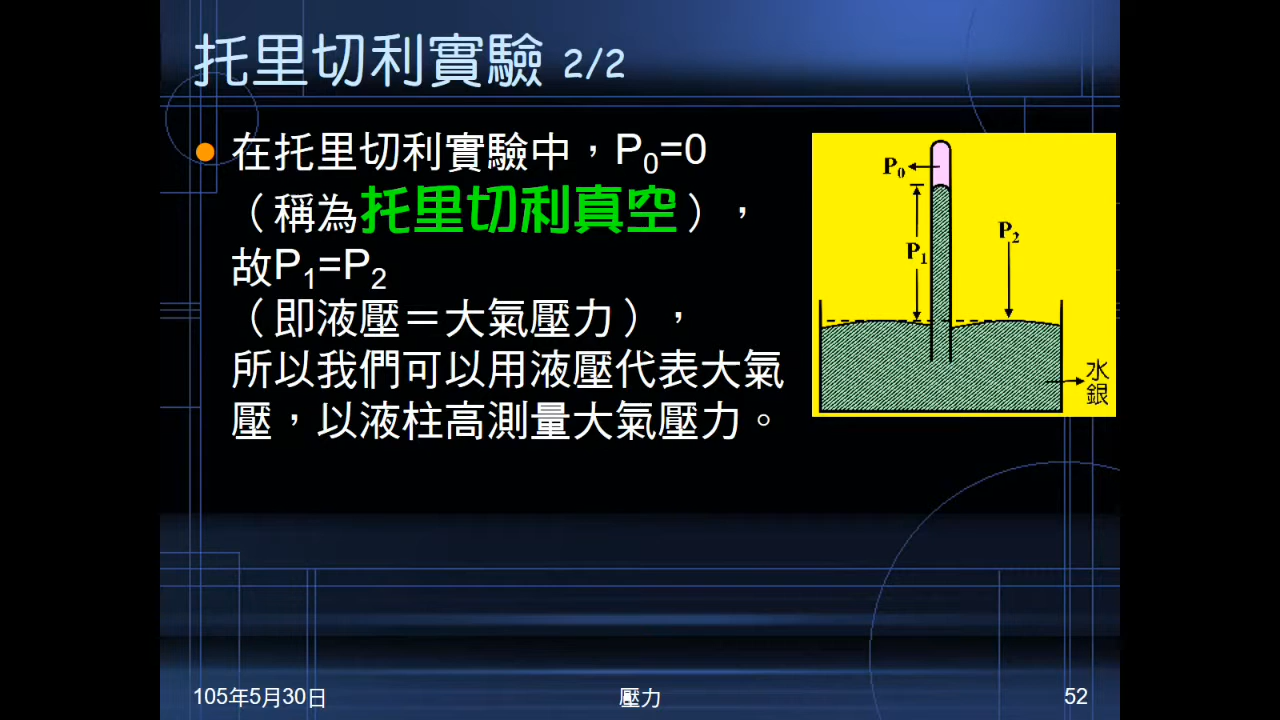 托里切利實驗 2/2
在托里切利實驗中，P₀=0
（稱為托里切利真空），
故P₁=P₂
（即液壓＝大氣壓力），
所以我們可以用液壓代表大氣
壓，以液柱高測量大氣壓力。
P₀
P₁
P₂
水
銀
105年5月30日
壓力
52